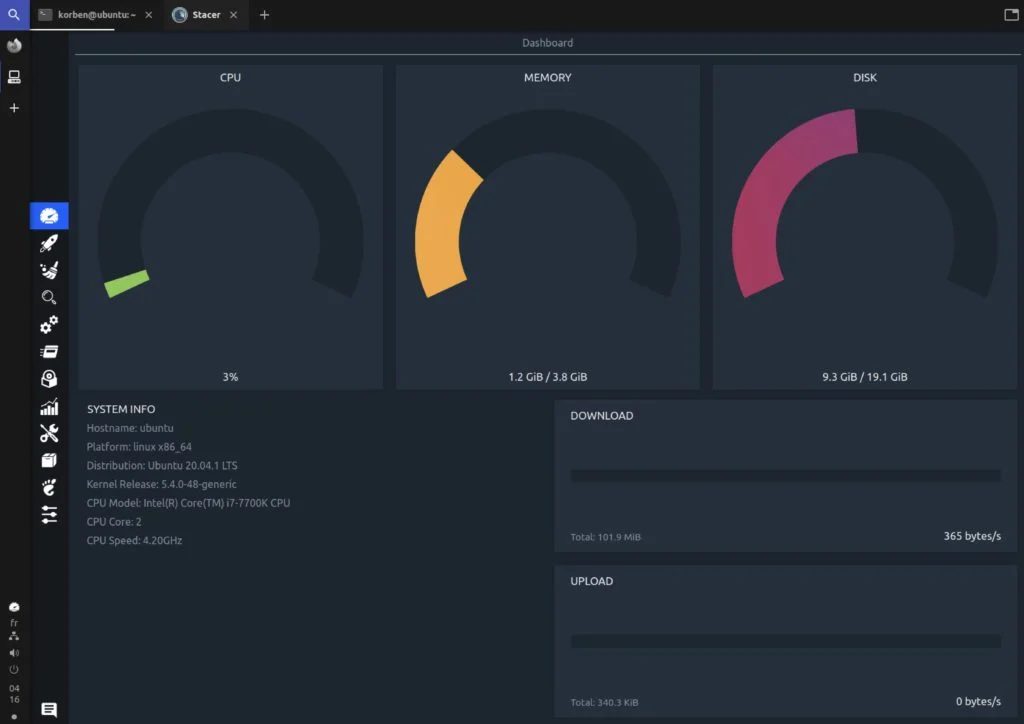 korben@ubuntu: ~
Stacer
Dashboard
CPU
MEMORY
DISK
3%
1.2 GiB / 3.8 GiB
9.3 GiB / 19.1 GiB
SYSTEM INFO
Hostname: ubuntu
Platform: linux x86_64
Distribution: Ubuntu 20.04.1 LTS
Kernel Release: 5.4.0-48-generic
CPU Model: Intel(R) Core(TM) i7-7700K CPU
CPU Core: 2
CPU Speed: 4.20GHz
DOWNLOAD
Total: 101.9 MiB
365 bytes/s
UPLOAD
Total: 340.3 KiB
0 bytes/s
fr
04
16